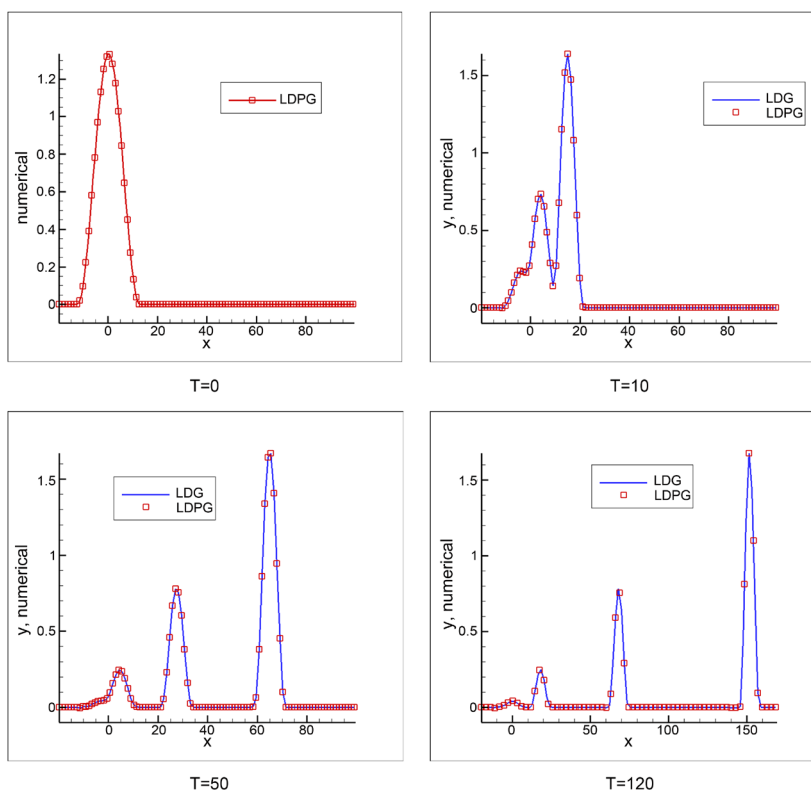 LDPG
numerical
1.2
1
0.8
0.6
0.4
0.2
0
0 20 40 60 80
x
T=0
LDG
LDPG
y, numerical
1.5
1
0.5
0
0 20 40 60 80
x
T=10
LDG
LDPG
y, numerical
1.5
1
0.5
0
0 20 40 60 80
x
T=50
LDG
LDPG
y, numerical
1.5
1
0.5
0
0 50 100 150
x
T=120